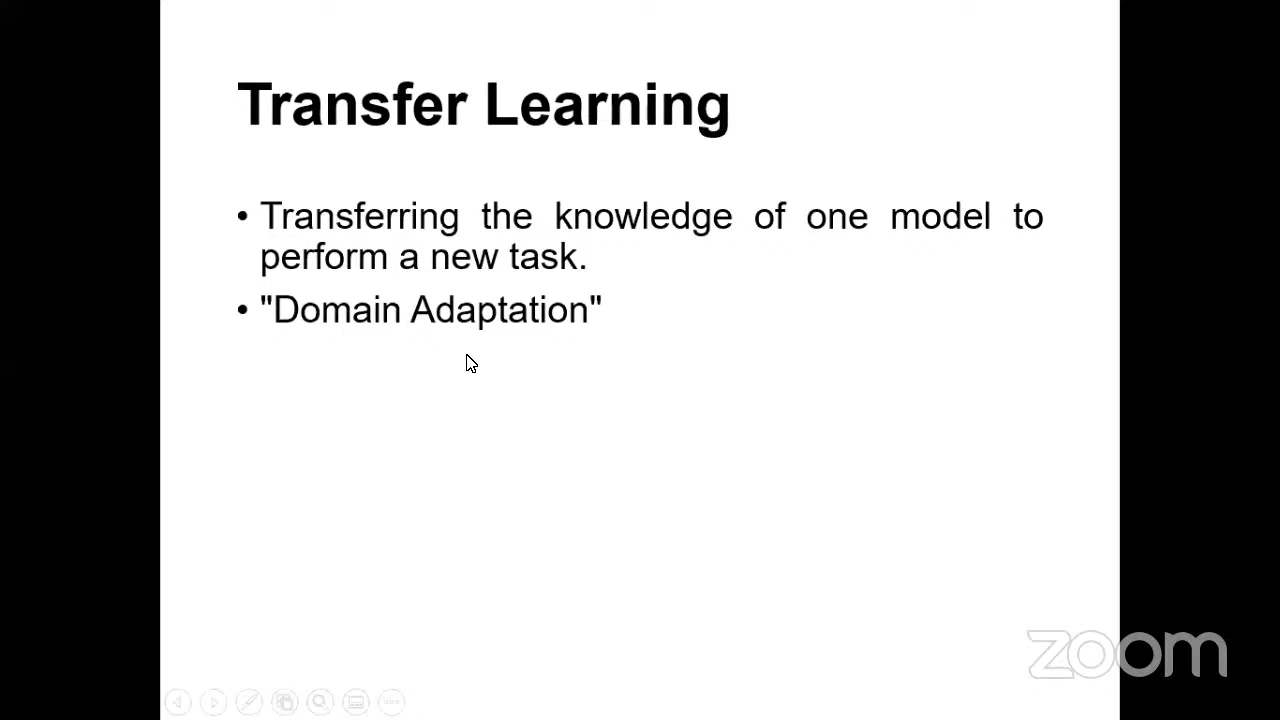 Transfer Learning
• Transferring the knowledge of one model to
perform a new task.
• "Domain Adaptation"
zoom